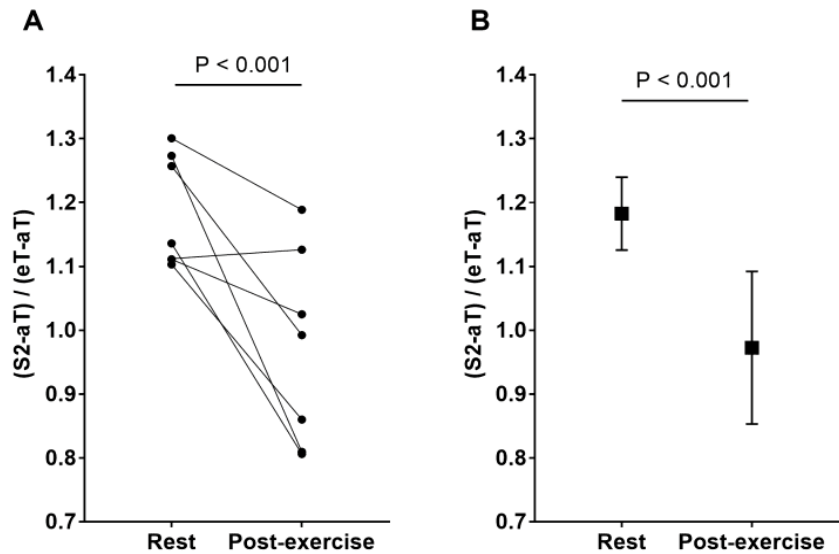 A
P < 0.001
(S2-aT) / (eT-aT)
1.4
1.3
1.2
1.1
1.0
0.9
0.8
0.7
Rest
Post-exercise
B
P < 0.001
(S2-aT) / (eT-aT)
1.4
1.3
1.2
1.1
1.0
0.9
0.8
0.7
Rest
Post-exercise